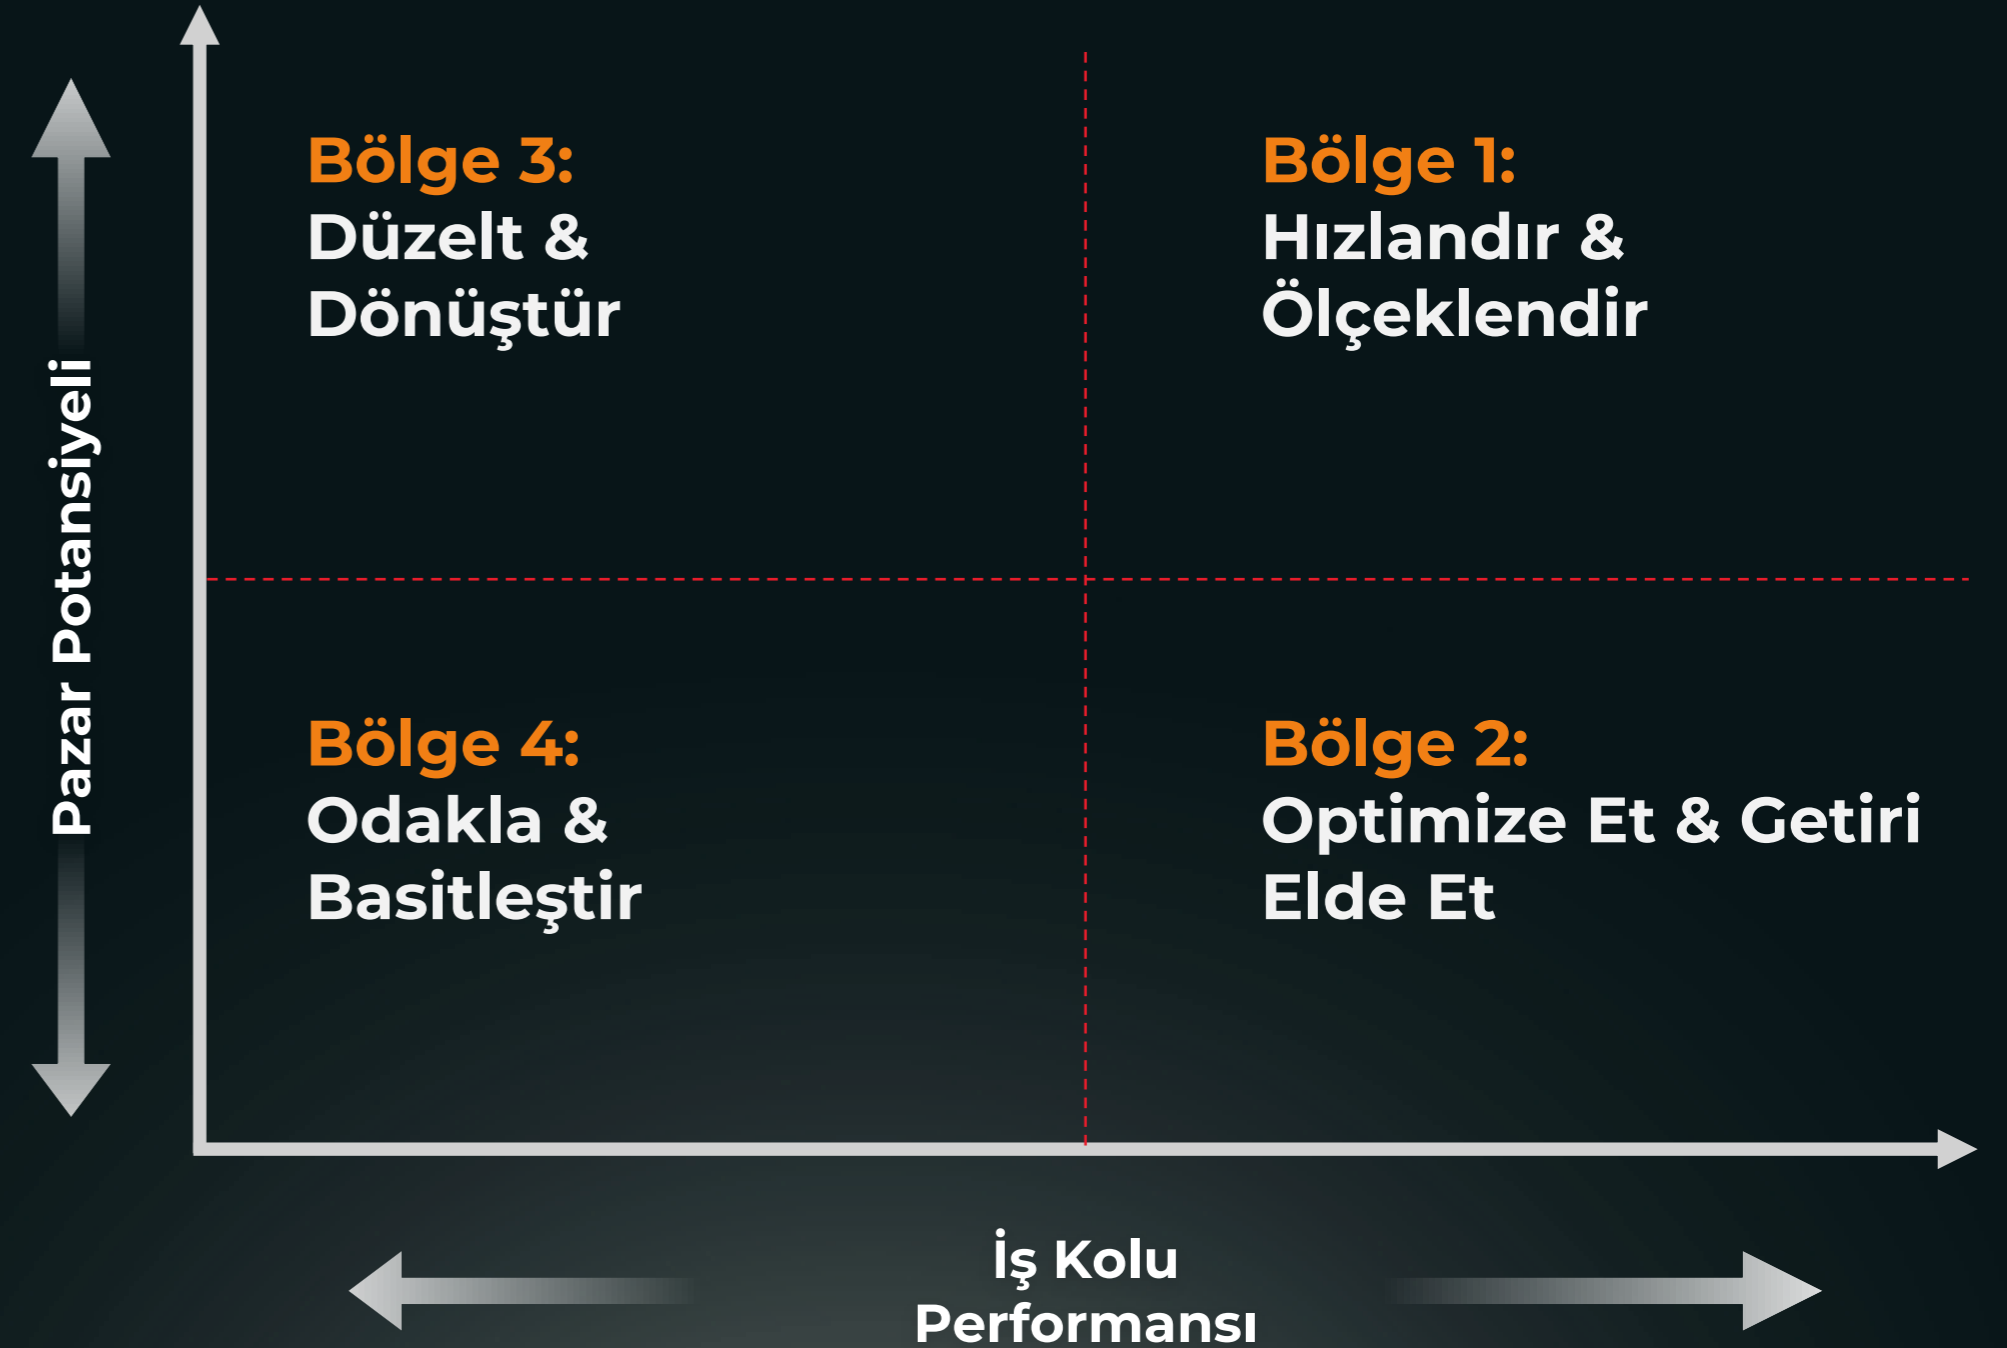 Bölge 3:
Düzelt &
Dönüştür
Bölge 1:
Hızlandır &
Ölçeklendir
Pazar Potansiyeli
Bölge 4:
Odakla &
Basitleştir
Bölge 2:
Optimize Et & Getiri
Elde Et
İş Kolu
Performansı